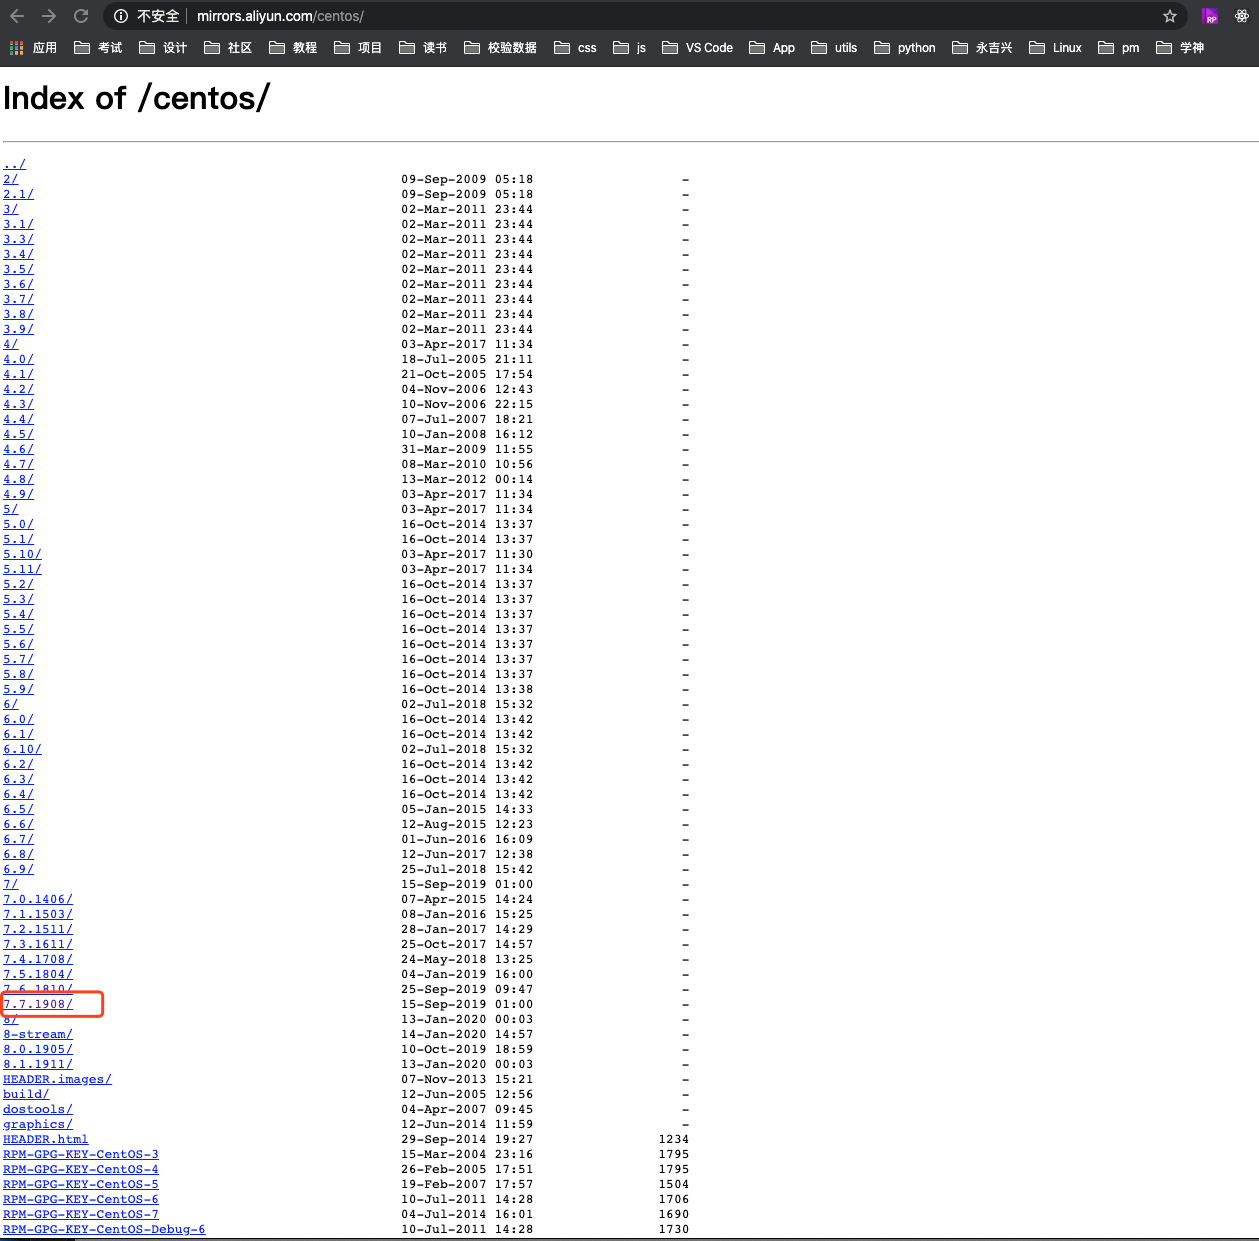 不安全 mirrors.aliyun.com/centos/
应用 考试 设计 社区 教程 项目 读书 校验数据 css js VS Code App utils python 永吉兴 Linux pm 学神
Index of /centos/
../
2/ 09-Sep-2009 05:18 -
2.1/ 09-Sep-2009 05:18 -
3/ 02-Mar-2011 23:44 -
3.1/ 02-Mar-2011 23:44 -
3.3/ 02-Mar-2011 23:44 -
3.4/ 02-Mar-2011 23:44 -
3.5/ 02-Mar-2011 23:44 -
3.6/ 02-Mar-2011 23:44 -
3.7/ 02-Mar-2011 23:44 -
3.8/ 02-Mar-2011 23:44 -
3.9/ 02-Mar-2011 23:44 -
4/ 03-Apr-2017 11:34 -
4.0/ 18-Jul-2005 21:11 -
4.1/ 21-Oct-2005 17:54 -
4.2/ 04-Nov-2006 12:43 -
4.3/ 10-Nov-2006 22:15 -
4.4/ 07-Jul-2007 18:21 -
4.5/ 10-Jan-2008 16:12 -
4.6/ 31-Mar-2009 11:55 -
4.7/ 08-Mar-2010 10:56 -
4.8/ 13-Mar-2012 00:14 -
4.9/ 03-Apr-2017 11:34 -
5/ 03-Apr-2017 11:34 -
5.0/ 16-Oct-2014 13:37 -
5.1/ 16-Oct-2014 13:37 -
5.10/ 03-Apr-2017 11:30 -
5.11/ 03-Apr-2017 11:34 -
5.2/ 16-Oct-2014 13:37 -
5.3/ 16-Oct-2014 13:37 -
5.4/ 16-Oct-2014 13:37 -
5.5/ 16-Oct-2014 13:37 -
5.6/ 16-Oct-2014 13:37 -
5.7/ 16-Oct-2014 13:37 -
5.8/ 16-Oct-2014 13:37 -
5.9/ 16-Oct-2014 13:38 -
6/ 02-Jul-2018 15:32 -
6.0/ 16-Oct-2014 13:42 -
6.1/ 16-Oct-2014 13:42 -
6.10/ 02-Jul-2018 15:32 -
6.2/ 16-Oct-2014 13:42 -
6.3/ 16-Oct-2014 13:42 -
6.4/ 16-Oct-2014 13:42 -
6.5/ 05-Jan-2015 14:33 -
6.6/ 12-Aug-2015 12:23 -
6.7/ 01-Jun-2016 16:09 -
6.8/ 12-Jun-2017 12:38 -
6.9/ 25-Jul-2018 15:42 -
7/ 15-Sep-2019 01:00 -
7.0.1406/ 07-Apr-2015 14:24 -
7.1.1503/ 08-Jan-2016 15:25 -
7.2.1511/ 28-Jan-2017 14:29 -
7.3.1611/ 25-Oct-2017 14:57 -
7.4.1708/ 24-May-2018 13:25 -
7.5.1804/ 04-Jan-2019 16:00 -
7.6.1810/ 25-Sep-2019 09:47 -
7.7.1908/ 15-Sep-2019 01:00 -
8/ 13-Jan-2020 00:03 -
8-stream/ 14-Jan-2020 14:57 -
8.0.1905/ 10-Oct-2019 18:59 -
8.1.1911/ 13-Jan-2020 00:03 -
HEADER.images/ 07-Nov-2013 15:21 -
build/ 12-Jun-2005 12:56 -
dostools/ 04-Apr-2007 09:45 -
graphics/ 12-Jun-2014 11:59 -
HEADER.html 29-Sep-2014 19:27 1234
RPM-GPG-KEY-CentOS-3 15-Mar-2004 23:16 1795
RPM-GPG-KEY-CentOS-4 26-Feb-2005 17:51 1795
RPM-GPG-KEY-CentOS-5 19-Feb-2007 17:57 1504
RPM-GPG-KEY-CentOS-6 10-Jul-2011 14:28 1706
RPM-GPG-KEY-CentOS-7 04-Jul-2014 16:01 1690
RPM-GPG-KEY-CentOS-Debug-6 10-Jul-2011 14:28 1730